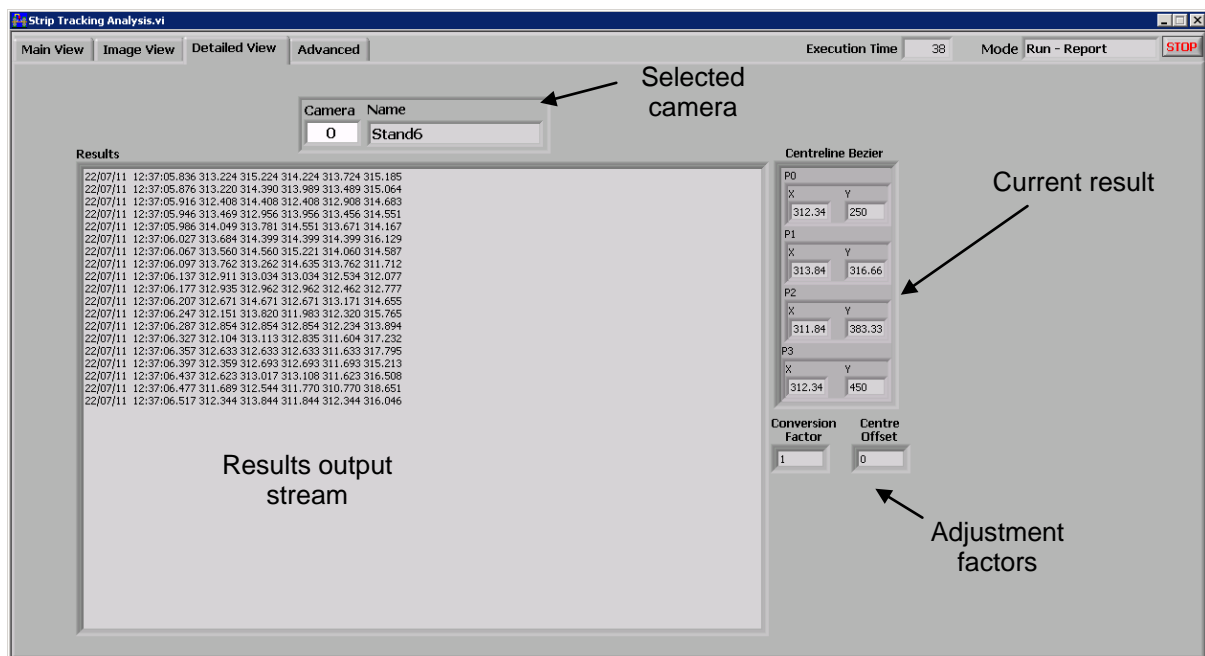 Strip Tracking Analysis.vi
Main View Image View Detailed View Advanced Execution Time 38 Mode Run - Report STOP
Selected
camera
Camera Name
0 Stand6
Results
22/07/11 12:37:05.836 313.224 315.224 314.224 313.724 315.185
22/07/11 12:37:05.876 313.220 314.390 313.989 313.489 315.064
22/07/11 12:37:05.916 312.408 314.408 312.408 312.908 314.683
22/07/11 12:37:05.946 313.469 312.956 313.956 313.456 314.551
22/07/11 12:37:05.986 314.049 313.781 314.551 313.671 314.167
22/07/11 12:37:06.027 313.684 314.399 314.399 314.399 316.129
22/07/11 12:37:06.067 313.560 314.560 315.221 314.060 314.587
22/07/11 12:37:06.097 313.762 313.262 314.635 313.762 311.712
22/07/11 12:37:06.137 312.911 313.034 313.034 312.534 312.077
22/07/11 12:37:06.177 312.935 312.962 312.962 312.462 312.777
22/07/11 12:37:06.207 312.671 314.671 312.671 313.171 314.655
22/07/11 12:37:06.247 312.151 313.820 311.983 312.320 315.765
22/07/11 12:37:06.287 312.854 312.854 312.854 312.234 313.894
22/07/11 12:37:06.327 312.104 313.113 312.835 311.604 317.232
22/07/11 12:37:06.357 312.633 312.633 312.633 311.633 317.795
22/07/11 12:37:06.397 312.359 312.693 312.693 311.693 315.213
22/07/11 12:37:06.437 312.623 313.017 313.108 311.623 316.508
22/07/11 12:37:06.477 311.689 312.544 311.770 310.770 318.651
22/07/11 12:37:06.517 312.344 313.844 311.844 312.344 316.046
Results output
stream
Centreline Bezier
P0
X Y
312.34 250
P1
X Y
313.84 316.66
P2
X Y
311.84 383.33
P3
X Y
312.34 450
Current result
Conversion Centre
Factor Offset
1 0
Adjustment
factors